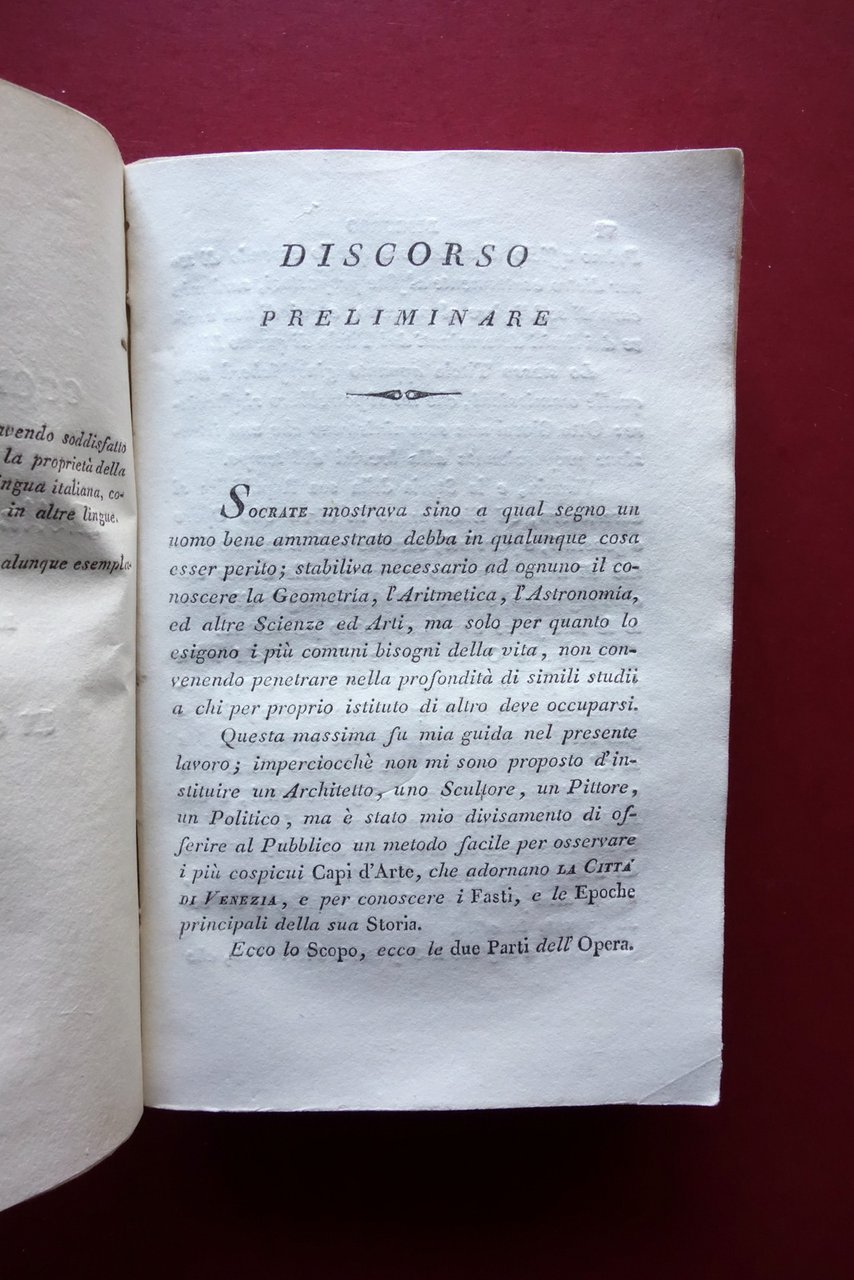 avendo soddisfatto
la proprietà della
ingua italiana, co-
in altre lingue.
alunque esempla-
DISCORSO
PRELIMINARE
SOCRATE mostrava sino a qual segno un
uomo bene ammaestrato debba in qualunque cosa
esser perito; stabiliva necessario ad ognuno il co-
noscere la Geometria, l'Aritmetica, l'Astronomia,
ed altre Scienze ed Arti, ma solo per quanto lo
esigono i più comuni bisogni della vita, non con-
venendo penetrare nella profondità di simili studii
a chi per proprio istituto di altro deve occuparsi.
Questa massima fu mia guida nel presente
lavoro; imperciocchè non mi sono proposto d'in-
stituire un Architetto, uno Scultore, un Pittore,
un Politico, ma è stato mio divisamento di of-
ferire al Pubblico un metodo facile per osservare
i più cospicui Capi d'Arte, che adornano LA CITTÀ
DI VENEZIA, e per conoscere i Fasti, e le Epoche
principali della sua Storia.
Ecco lo Scopo, ecco le due Parti dell' Opera.